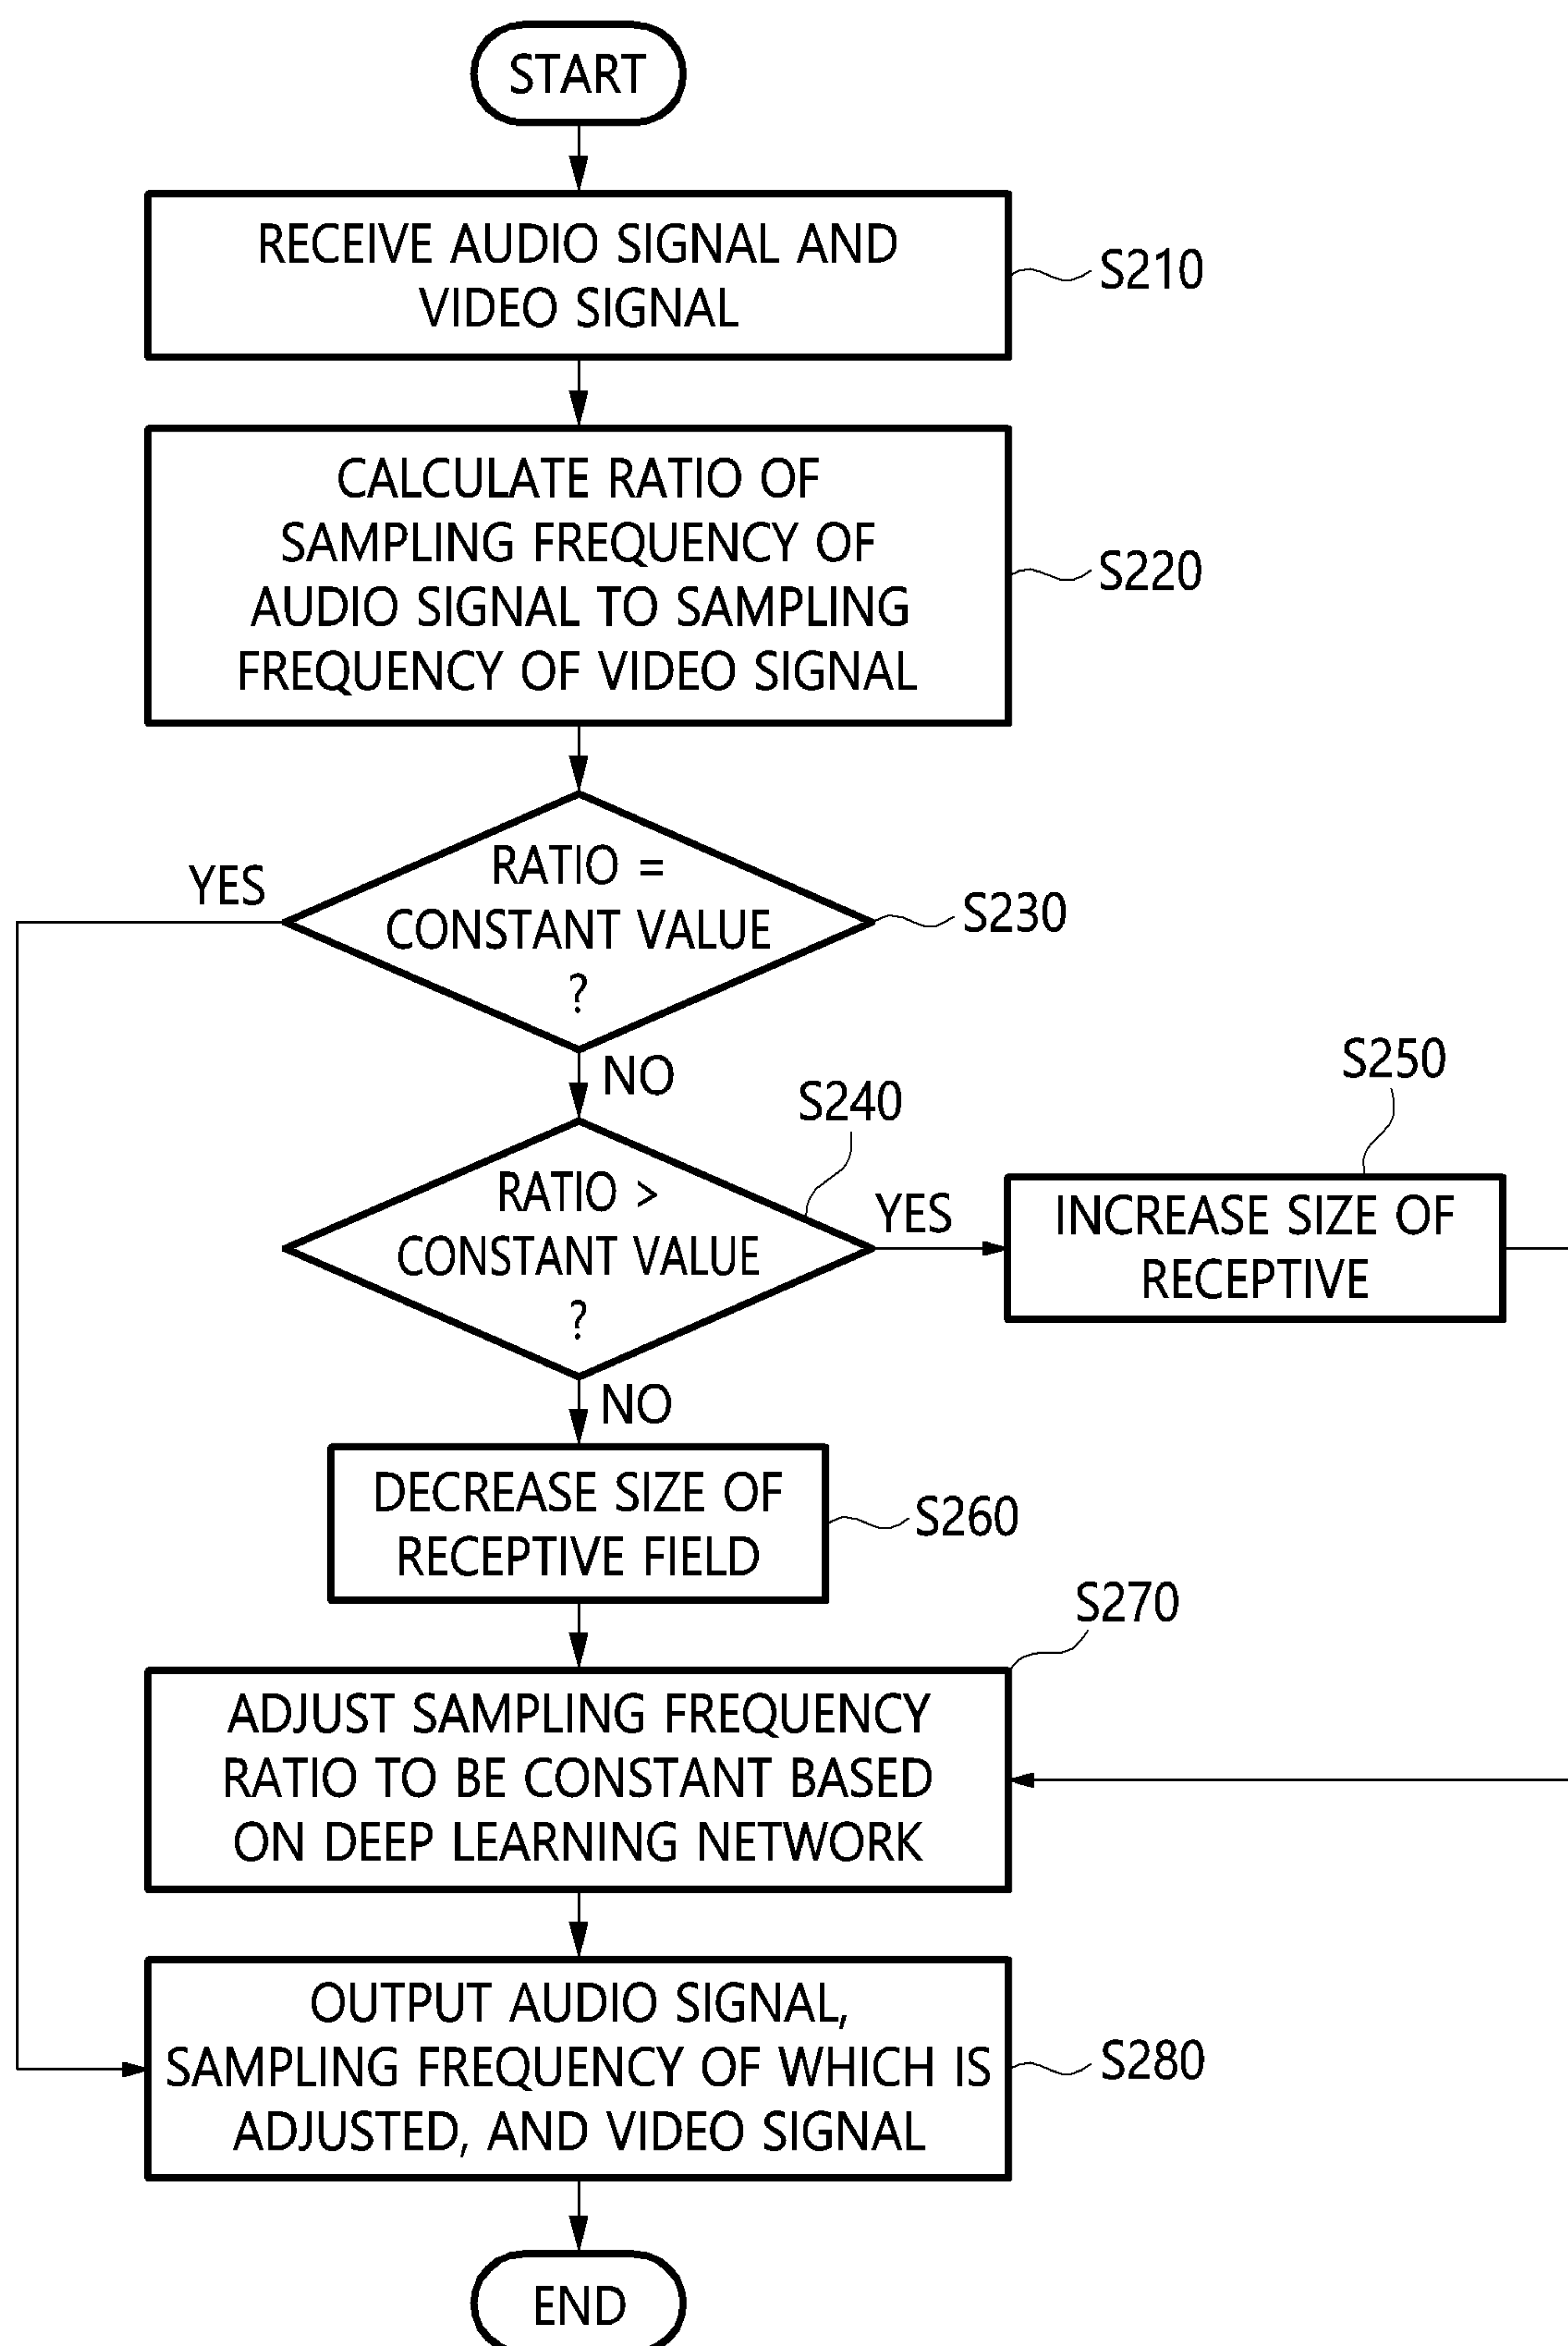 START
RECEIVE AUDIO SIGNAL AND
VIDEO SIGNAL
S210
CALCULATE RATIO OF
SAMPLING FREQUENCY OF
AUDIO SIGNAL TO SAMPLING
FREQUENCY OF VIDEO SIGNAL
S220
RATIO =
CONSTANT VALUE
?
YES
S230
NO
S240
RATIO >
CONSTANT VALUE
?
YES
S250
INCREASE SIZE OF
RECEPTIVE
NO
DECREASE SIZE OF
RECEPTIVE FIELD
S260
S270
ADJUST SAMPLING FREQUENCY
RATIO TO BE CONSTANT BASED
ON DEEP LEARNING NETWORK
OUTPUT AUDIO SIGNAL,
SAMPLING FREQUENCY OF WHICH IS
ADJUSTED, AND VIDEO SIGNAL
S280
END